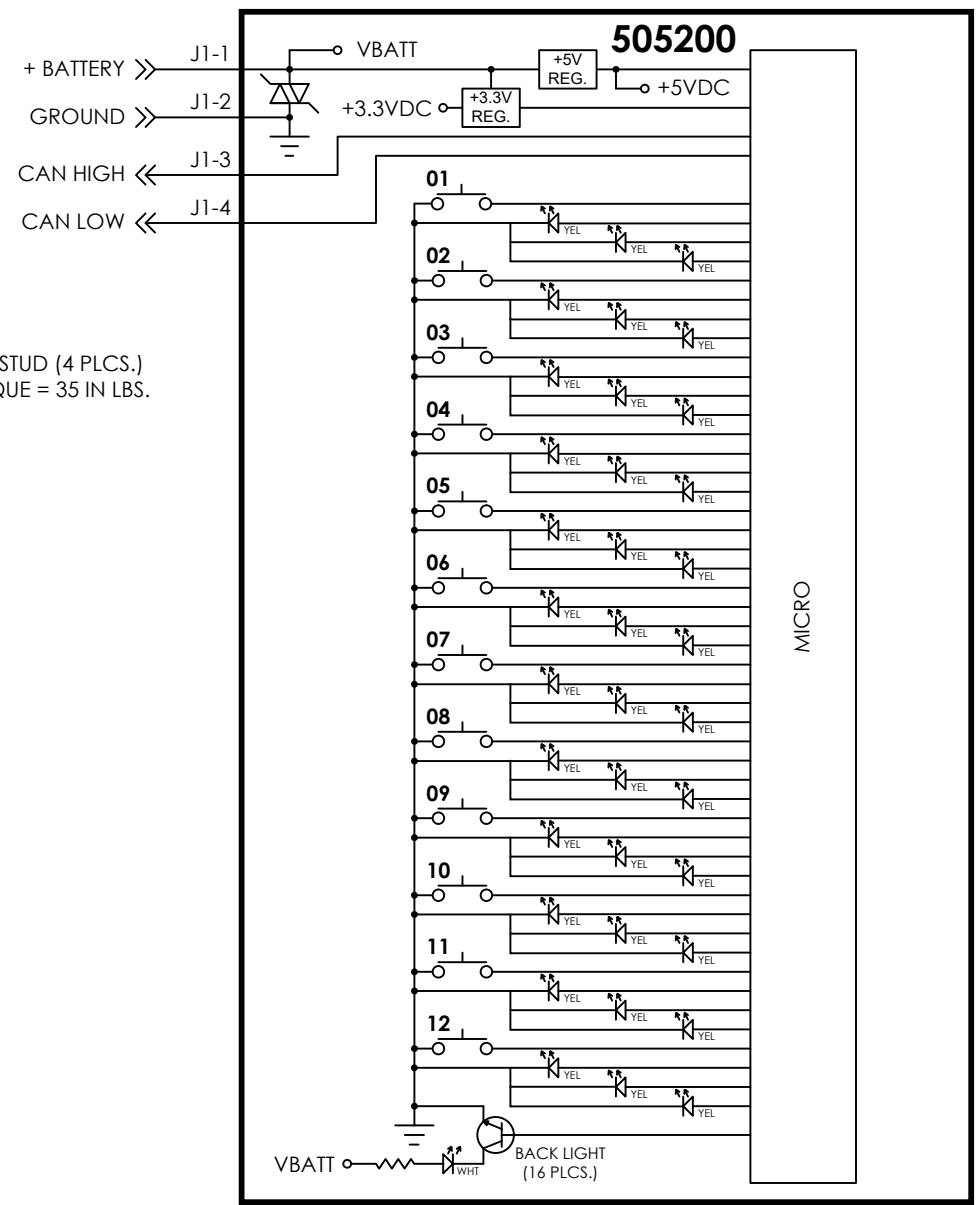 505200
J1-1
VBATT
+5V
REG.
+ BATTERY
+5VDC
J1-2
+3.3VDC
+3.3V
REG.
GROUND
J1-3
CAN HIGH
J1-4
CAN LOW
01
YEL
YEL
YEL
02
YEL
YEL
YEL
03
YEL
YEL
YEL
STUD (4 PLCS.)
QUE = 35 IN LBS.
04
YEL
YEL
YEL
05
YEL
YEL
YEL
06
YEL
YEL
YEL
MICRO
07
YEL
YEL
YEL
08
YEL
YEL
YEL
09
YEL
YEL
YEL
10
YEL
YEL
YEL
11
YEL
YEL
YEL
12
YEL
YEL
YEL
BACK LIGHT
(16 PLCS.)
VBATT
WHT